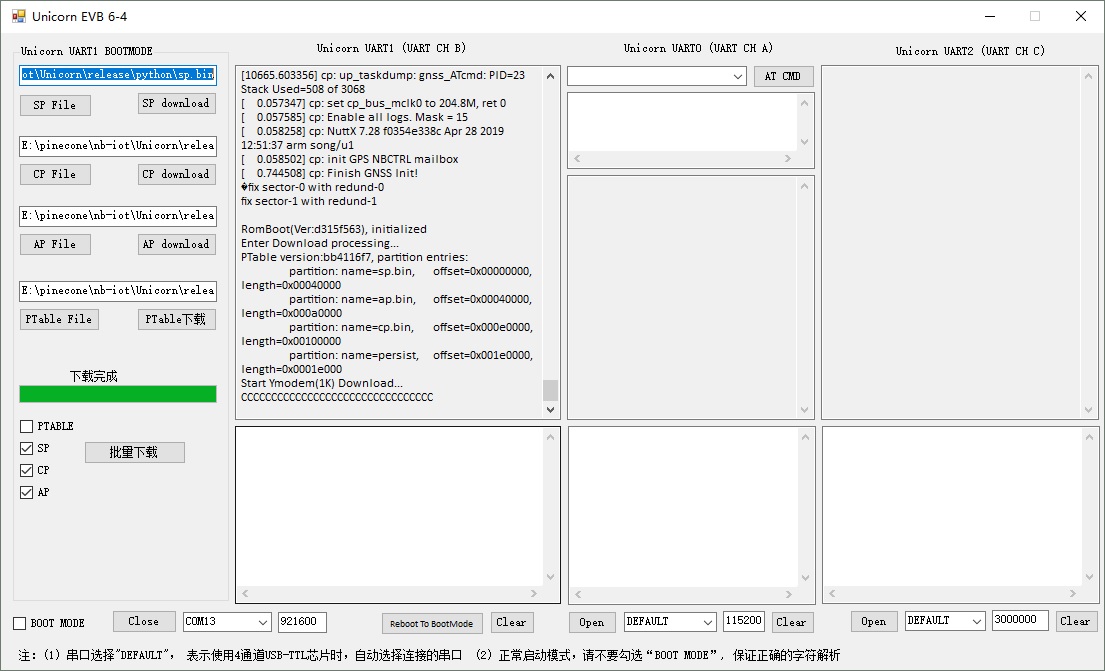 Unicorn EVB 6-4
Unicorn UART1 BOOTMODE
ot\Unicorn\release\python\sp.bin
SP File
SP download
E:\pinecone\nb-iot\Unicorn\relea
CP File
CP download
E:\pinecone\nb-iot\Unicorn\relea
AP File
AP download
E:\pinecone\nb-iot\Unicorn\relea
PTable File
PTable下载
下载完成
PTABLE
SP
批量下载
CP
AP
Unicorn UART1 (UART CH B)
[10665.603356] cp: up_taskdump: gnss_ATcmd: PID=23
Stack Used=508 of 3068
[    0.057347] cp: set cp_bus_mclk0 to 204.8M, ret 0
[    0.057585] cp: Enable all logs. Mask = 15
[    0.058258] cp: NuttX 7.28 f0354e338c Apr 28 2019
12:51:37 arm song/u1
[    0.058502] cp: init GPS NBCTRL mailbox
[    0.744508] cp: Finish GNSS Init!
�fix sector-0 with redund-0
fix sector-1 with redund-1
RomBoot(Ver:d315f563), initialized
Enter Download processing...
PTable version:bb4116f7, partition entries:
partition: name=sp.bin, offset=0x00000000,
length=0x00040000
partition: name=ap.bin, offset=0x00040000,
length=0x000a0000
partition: name=cp.bin, offset=0x000e0000,
length=0x00100000
partition: name=persist, offset=0x001e0000,
length=0x0001e000
Start Ymodem(1K) Download...
CCCCCCCCCCCCCCCCCCCCCCCCCCCCCCCC
Unicorn UART0 (UART CH A)
AT CMD
Unicorn UART2 (UART CH C)
BOOT MODE
Close
COM13
921600
Reboot To BootMode
Clear
Open
DEFAULT
115200
Clear
Open
DEFAULT
3000000
Clear
注：(1) 串口选择"DEFAULT"， 表示使用4通道USB-TTL芯片时，自动选择连接的串口 （2）正常启动模式，请不要勾选“BOOT MODE”, 保证正确的字符解析